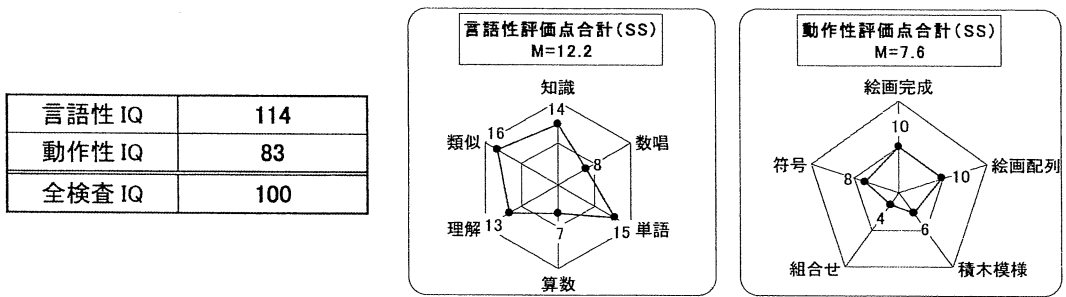 言語性 IQ 114
動作性 IQ 83
全検査 IQ 100
言語性評価点合計(SS)
M=12.2
知識
14
数唱
8
単語
15
算数
7
理解
13
類似
16
動作性評価点合計(SS)
M=7.6
絵画完成
10
絵画配列
10
積木模様
6
組合せ
4
符号
8